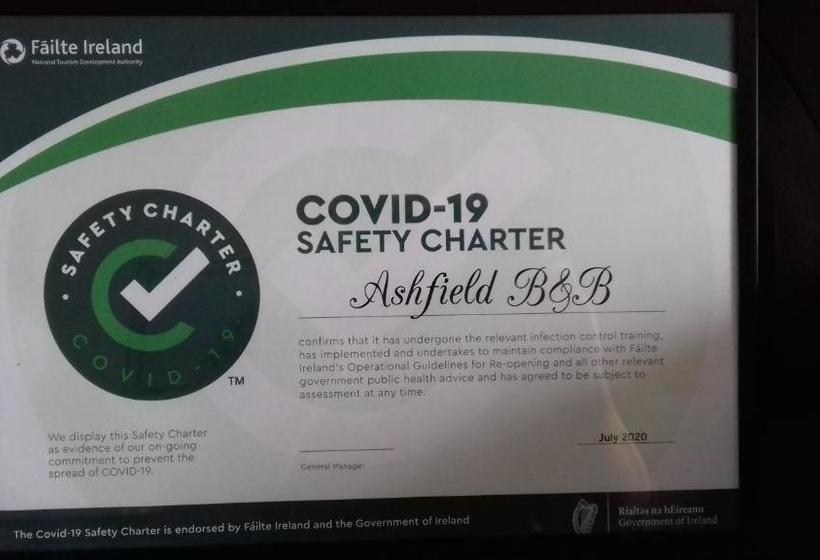 Fáilte Ireland
National Tourism Development Authority
SAFETY CHARTER
COVID-19
TM
COVID-19
SAFETY CHARTER
Ashfield B&B
confirms that it has undergone the relevant infection control training,
has implemented and undertakes to maintain compliance with Fáilte
Ireland's Operational Guidelines for Re-opening and all other relevant
government public health advice and has agreed to be subject to
assessment at any time.
We display this Safety Charter
as evidence of our on-going
commitment to prevent the
spread of COVID-19.
General Manager
July 2020
The Covid-19 Safety Charter is endorsed by Fáilte Ireland and the Government of Ireland
Rialtas na hÉireann
Government of Ireland